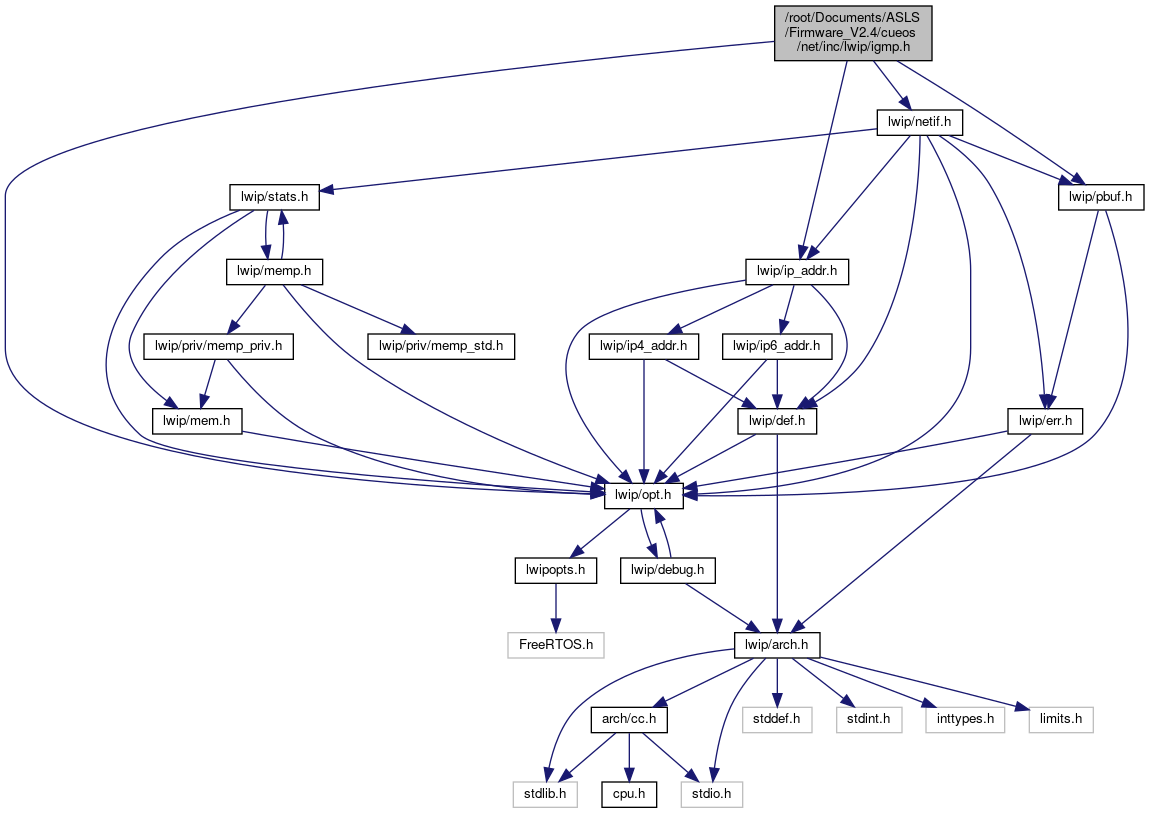 /root/Documents/ASLS
/Firmware_V2.4/cueos
/net/inc/lwip/igmp.h
lwip/netif.h
lwip/stats.h
lwip/pbuf.h
lwip/memp.h
lwip/ip_addr.h
lwip/priv/memp_priv.h
lwip/priv/memp_std.h
lwip/ip4_addr.h
lwip/ip6_addr.h
lwip/mem.h
lwip/def.h
lwip/err.h
lwip/opt.h
lwipopts.h
lwip/debug.h
FreeRTOS.h
lwip/arch.h
arch/cc.h
stddef.h
stdint.h
inttypes.h
limits.h
stdlib.h
cpu.h
stdio.h